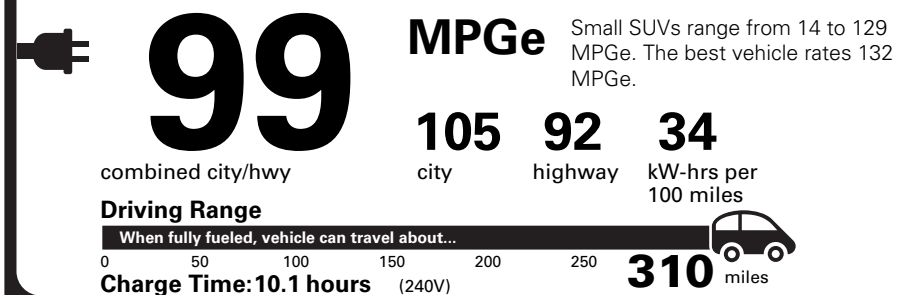 99
MPGe
Small SUVs range from 14 to 129
MPGe. The best vehicle rates 132
MPGe.
105 92 34
combined city/hwy city highway kW-hrs per
100 miles
Driving Range
When fully fueled, vehicle can travel about...
0 50 100 150 200 250 310 miles
Charge Time: 10.1 hours (240V)